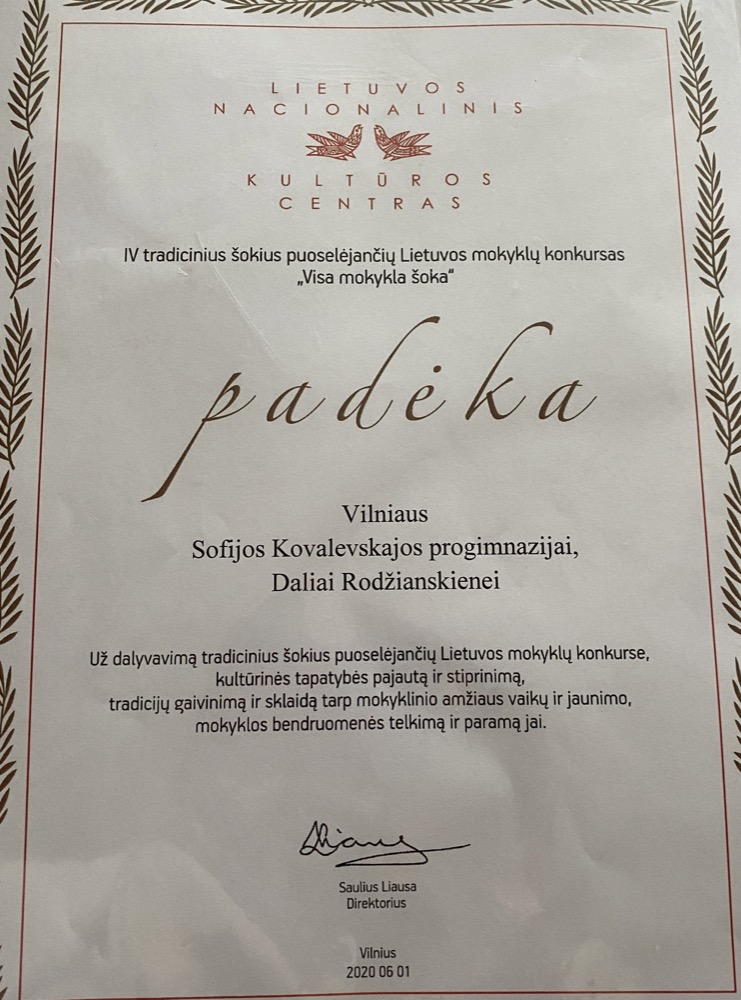 LIETUVOS
NACIONALINIS
KULTŪROS
CENTRAS
IV tradicinius šokius puoselėjančių Lietuvos mokyklų konkursas
„Visa mokykla šoka“
padėka
Vilniaus
Sofijos Kovalevskajos progimnazijai,
Daliai Rodžianskienei
Už dalyvavimą tradicinius šokius puoselėjančių Lietuvos mokyklų konkurse,
kultūrinės tapatybės pajautą ir stiprinimą,
tradicijų gaivinimą ir sklaidą tarp mokyklinio amžiaus vaikų ir jaunimo,
mokyklos bendruomenės telkimą ir paramą jai.
Saulius Liausa
Direktorius
Vilnius
2020 06 01